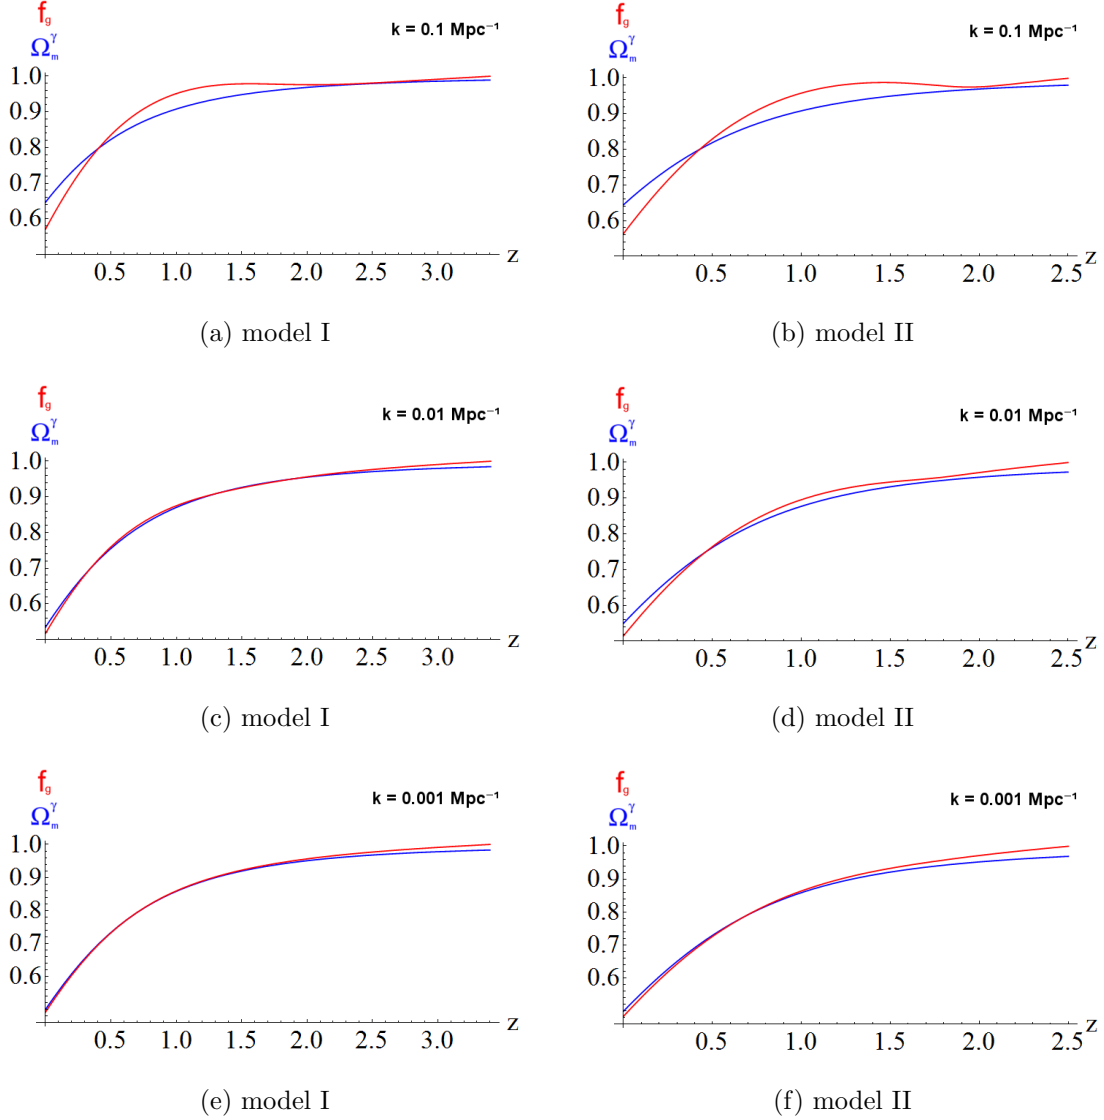 f_g
Ω_m^γ
k = 0.1 Mpc⁻¹
1.0
0.9
0.8
0.7
0.6
0.5 1.0 1.5 2.0 2.5 3.0 z
(a) model I
f_g
Ω_m^γ
k = 0.1 Mpc⁻¹
1.0
0.9
0.8
0.7
0.6
0.5 1.0 1.5 2.0 2.5 z
(b) model II
f_g
Ω_m^γ
k = 0.01 Mpc⁻¹
1.0
0.9
0.8
0.7
0.6
0.5 1.0 1.5 2.0 2.5 3.0 z
(c) model I
f_g
Ω_m^γ
k = 0.01 Mpc⁻¹
1.0
0.9
0.8
0.7
0.6
0.5 1.0 1.5 2.0 2.5 z
(d) model II
f_g
Ω_m^γ
k = 0.001 Mpc⁻¹
1.0
0.9
0.8
0.7
0.6
0.5 1.0 1.5 2.0 2.5 3.0 z
(e) model I
f_g
Ω_m^γ
k = 0.001 Mpc⁻¹
1.0
0.9
0.8
0.7
0.6
0.5 1.0 1.5 2.0 2.5 z
(f) model II